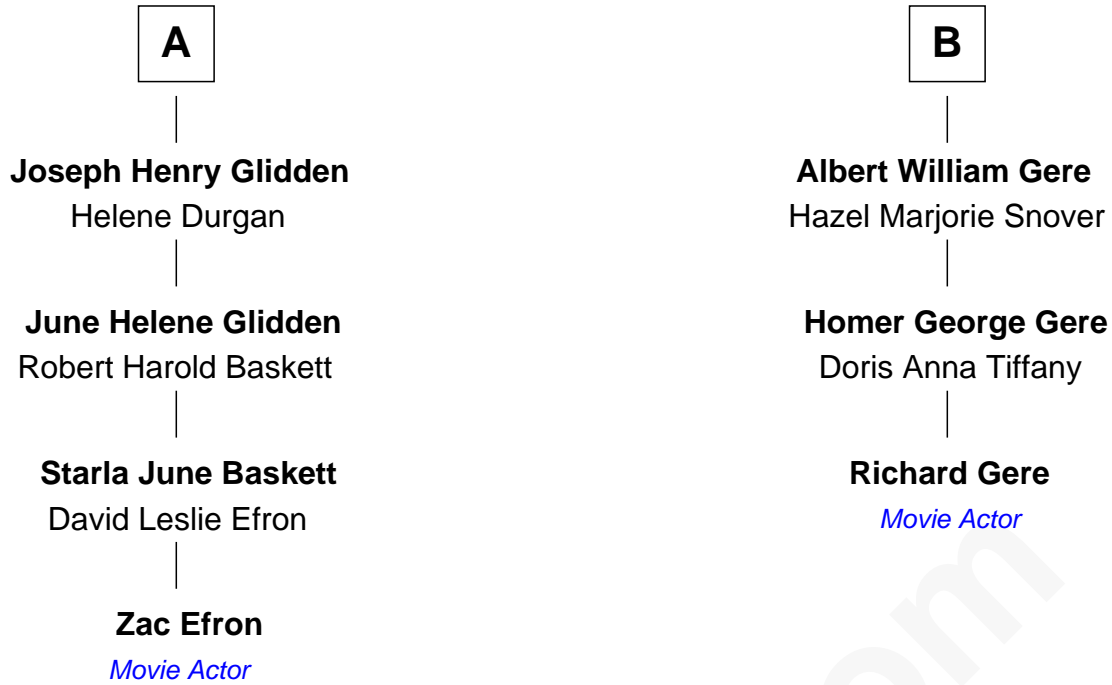 A
Joseph Henry Glidden
Helene Durgan
June Helene Glidden
Robert Harold Baskett
Starla June Baskett
David Leslie Efron
Zac Efron
Movie Actor
B
Albert William Gere
Hazel Marjorie Snover
Homer George Gere
Doris Anna Tiffany
Richard Gere
Movie Actor
om